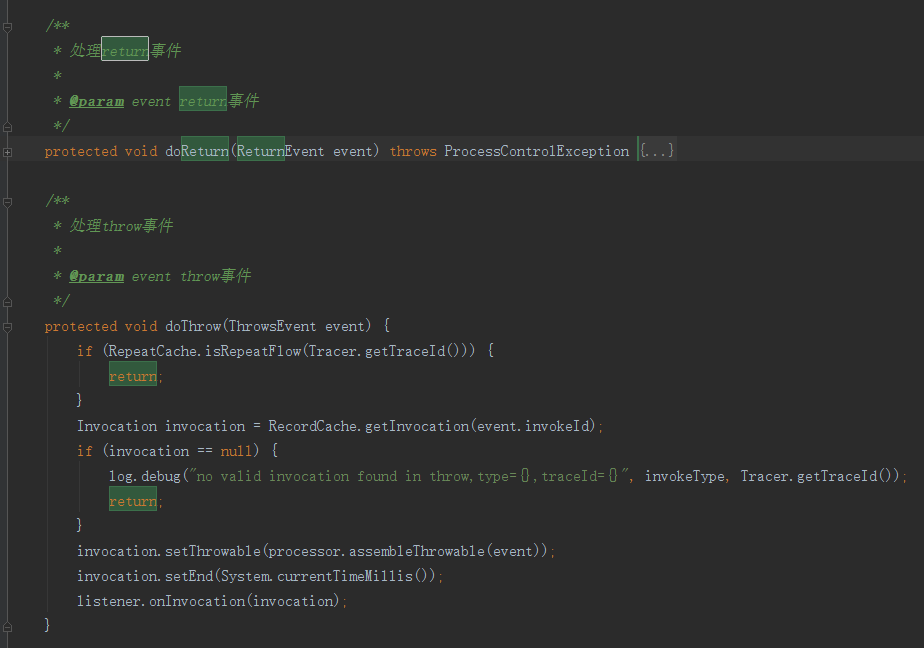 /**
 * 处理return事件
 *
 * @param event return事件
 */
protected void doReturn(ReturnEvent event) throws ProcessControlException {...}
/**
 * 处理throw事件
 *
 * @param event throw事件
 */
protected void doThrow(ThrowsEvent event) {
    if (RepeatCache.isRepeatFlow(Tracer.getTraceId())) {
        return;
    }
    Invocation invocation = RecordCache.getInvocation(event.invokeId);
    if (invocation == null) {
        log.debug("no valid invocation found in throw,type={},traceId={}", invokeType, Tracer.getTraceId());
        return;
    }
    invocation.setThrowable(processor.assembleThrowable(event));
    invocation.setEnd(System.currentTimeMillis());
    listener.onInvocation(invocation);
}